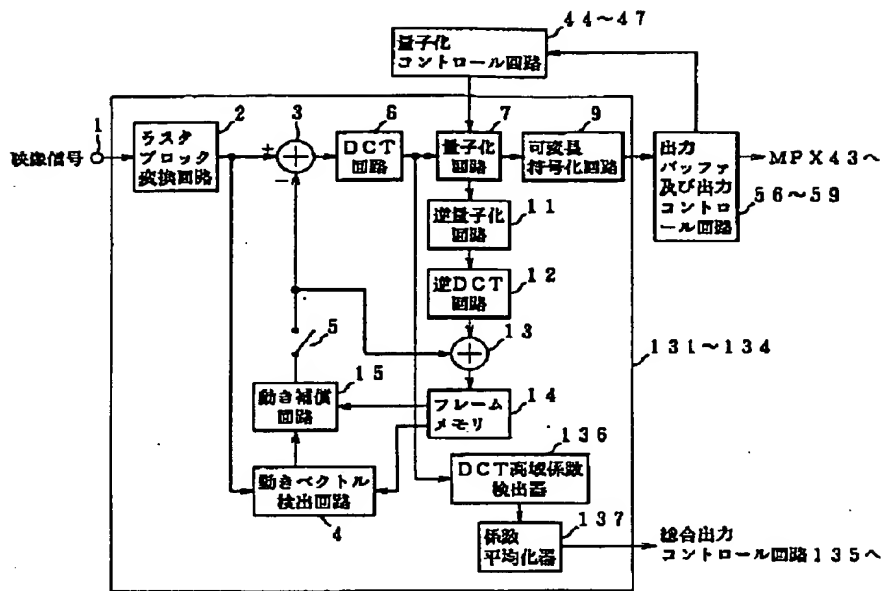 44~47
量子化
コントロール回路
1
映像信号
2
ラスタ
ブロック
変換回路
3
+
−
6
DCT
回路
7
量子化
回路
9
可変長
符号化回路
出力
バッファ
及び出力
コントロ
ール回路
MPX43へ
56~59
11
逆量子化
回路
12
逆DCT
回路
13
5
131~134
15
動き補償
回路
14
フレーム
メモリ
136
DCT高域係数
検出器
動きベクトル
検出回路
4
137
係数
平均化器
総合出力
コントロール回路135へ